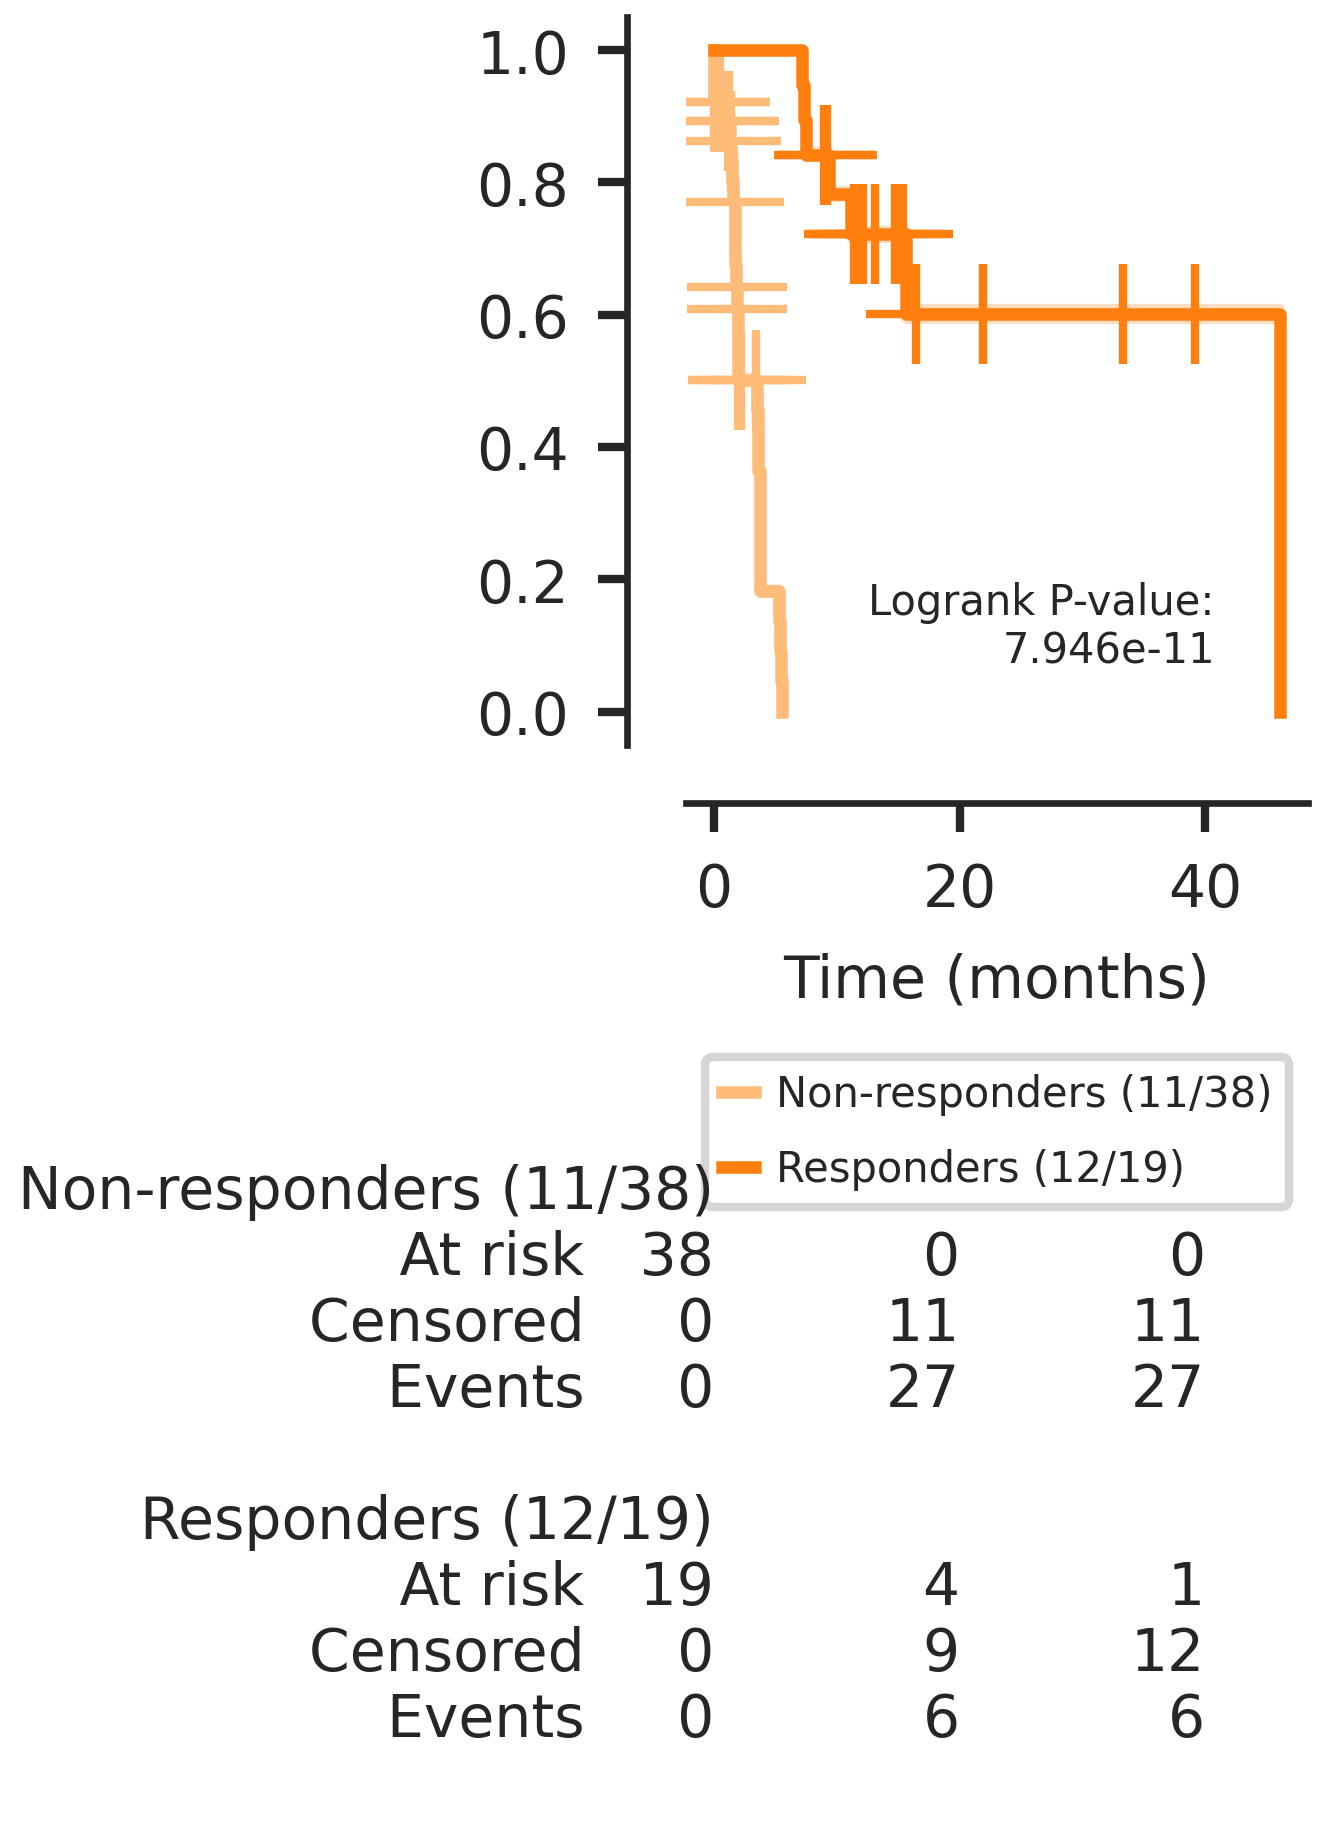 1.0
0.8
0.6
0.4
0.2
0.0
Logrank P-value:
7.946e-11
0 20 40
Time (months)
Non-responders (11/38)
Responders (12/19)
Non-responders (11/38)
At risk 38 0 0
Censored 0 11 11
Events 0 27 27
Responders (12/19)
At risk 19 4 1
Censored 0 9 12
Events 0 6 6